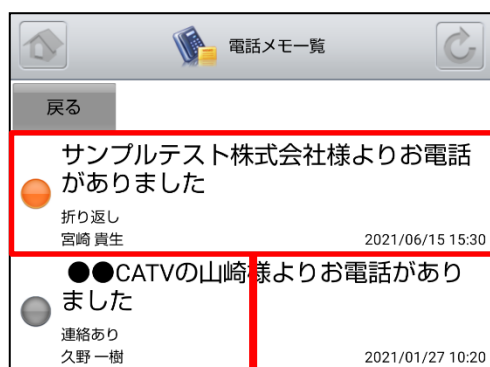 電話メモ一覧
戻る
サンプルテスト株式会社様よりお電話
がありました
折り返し
宮崎 貴生
2021/06/15 15:30
●●CATVの山崎様よりお電話があり
ました
連絡あり
久野 一樹
2021/01/27 10:20